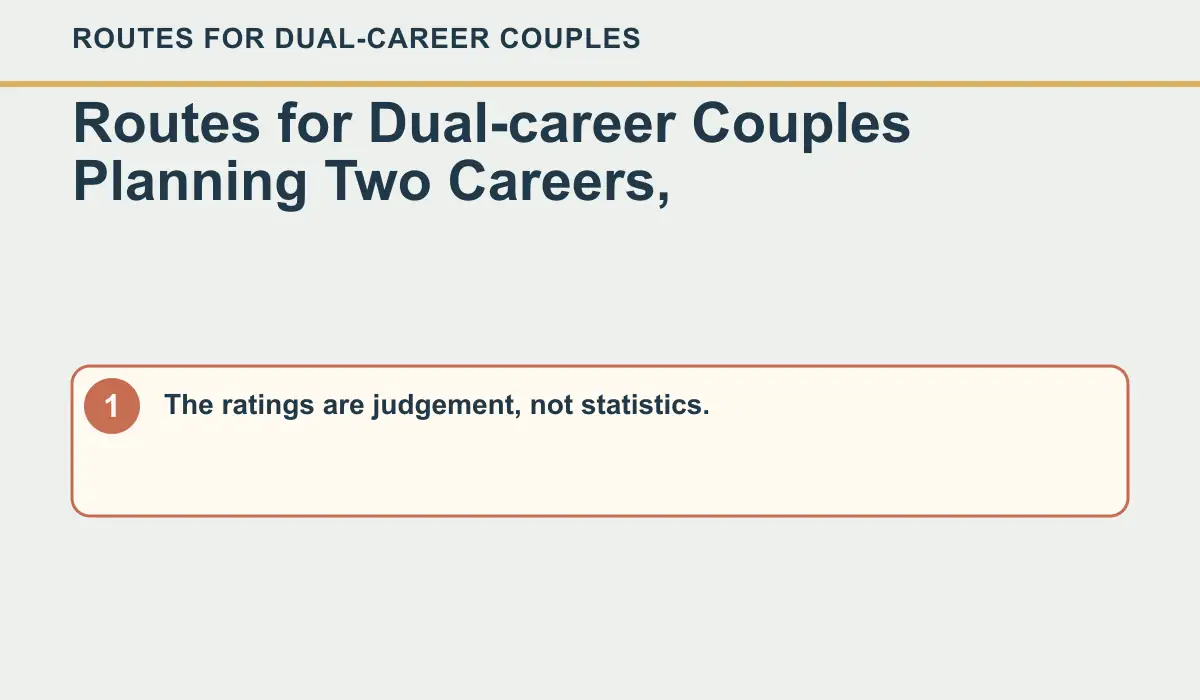 ROUTES FOR DUAL-CAREER COUPLES
Routes for Dual-career Couples
Planning Two Careers,
1
The ratings are judgement, not statistics.